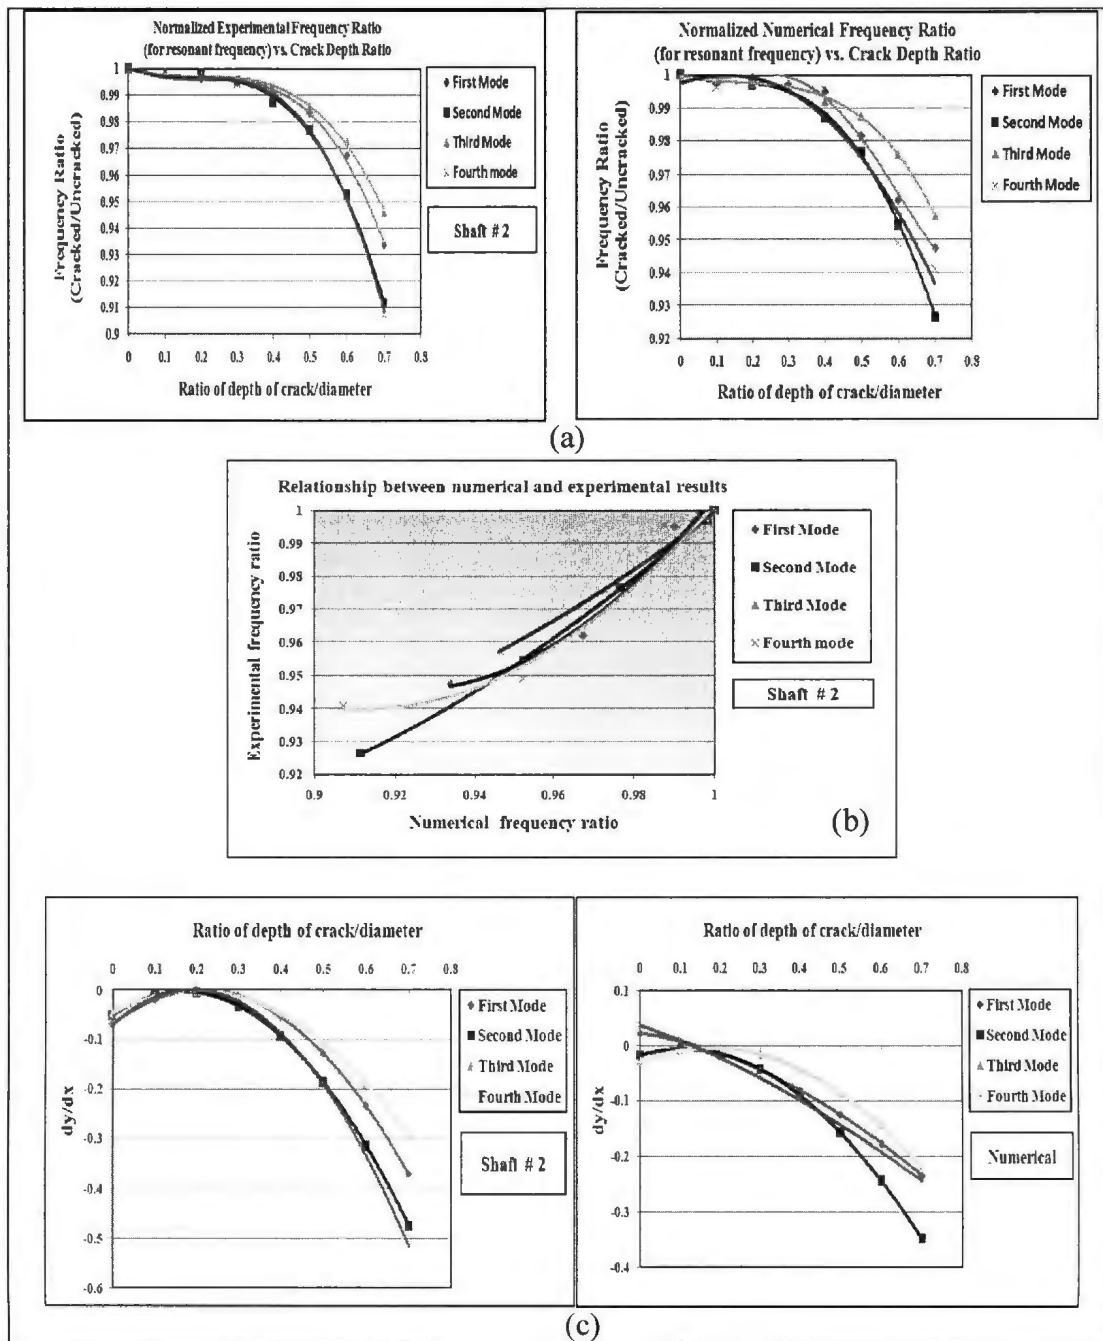 Normalized Experimental Frequency Ratio
(for resonant frequency) vs. Crack Depth Ratio
1
0.99
0.98
0.97
0.96
0.95
0.94
0.93
0.92
0.91
0.9
Frequency Ratio
(Cracked/Uncracked)
0 0.1 0.2 0.3 0.4 0.5 0.6 0.7 0.8
Ratio of depth of crack/diameter
First Mode
Second Mode
Third Mode
Fourth mode
Shaft # 2
Normalized Numerical Frequency Ratio
(for resonant frequency) vs. Crack Depth Ratio
1
0.99
0.98
0.97
0.96
0.95
0.94
0.93
0.92
Frequency Ratio
(Cracked/Uncracked)
0 0.1 0.2 0.3 0.4 0.5 0.6 0.7 0.8
Ratio of depth of crack/diameter
First Mode
Second Mode
Third Mode
Fourth Mode
(a)
Relationship between numerical and experimental results
1
0.99
0.98
0.97
0.96
0.95
0.94
0.93
0.92
Experimental frequency ratio
0.9 0.92 0.94 0.96 0.98 1
Numerical frequency ratio
First Mode
Second Mode
Third Mode
Fourth mode
Shaft # 2
(b)
Ratio of depth of crack/diameter
0 0.1 0.2 0.3 0.4 0.5 0.6 0.7 0.8
0
-0.1
-0.2
-0.3
-0.4
-0.5
-0.6
dy/dx
First Mode
Second Mode
Third Mode
Fourth Mode
Shaft # 2
Ratio of depth of crack/diameter
0 0.1 0.2 0.3 0.4 0.5 0.6 0.7 0.8
0.1
0
-0.1
-0.2
-0.3
-0.4
dy/dx
First Mode
Second Mode
Third Mode
Fourth Mode
Numerical
(c)